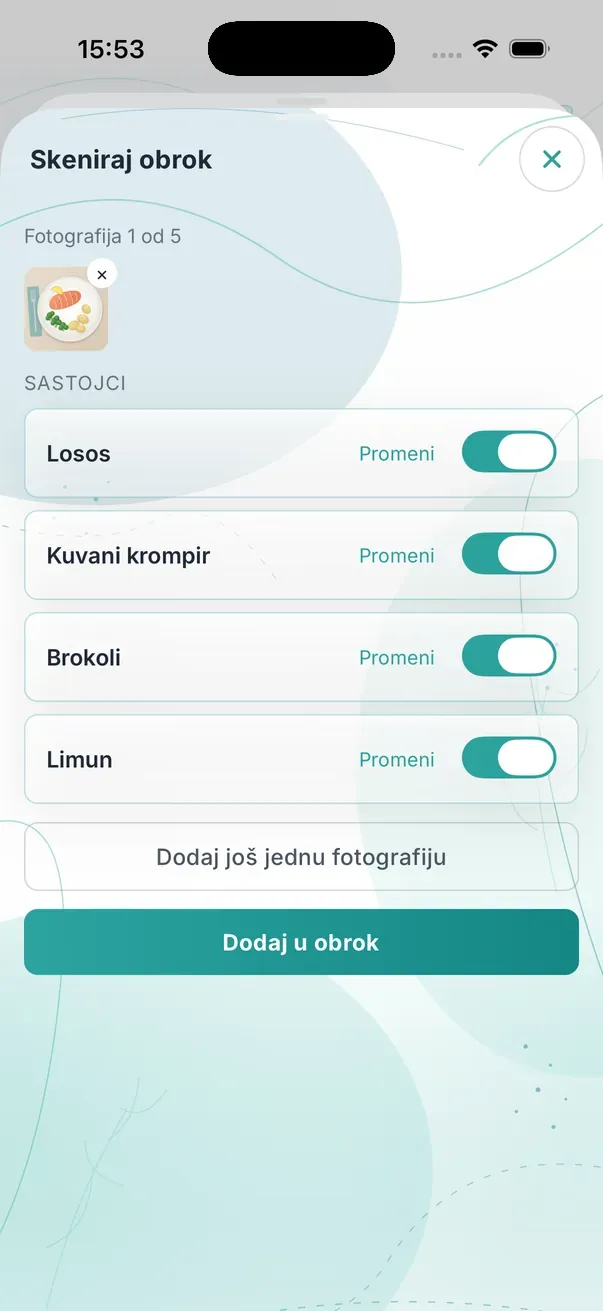 15:53
Skeniraj obrok
Fotografija 1 od 5
SASTOJCI
Losos Promeni
Kuvani krompir Promeni
Brokoli Promeni
Limun Promeni
Dodaj još jednu fotografiju
Dodaj u obrok